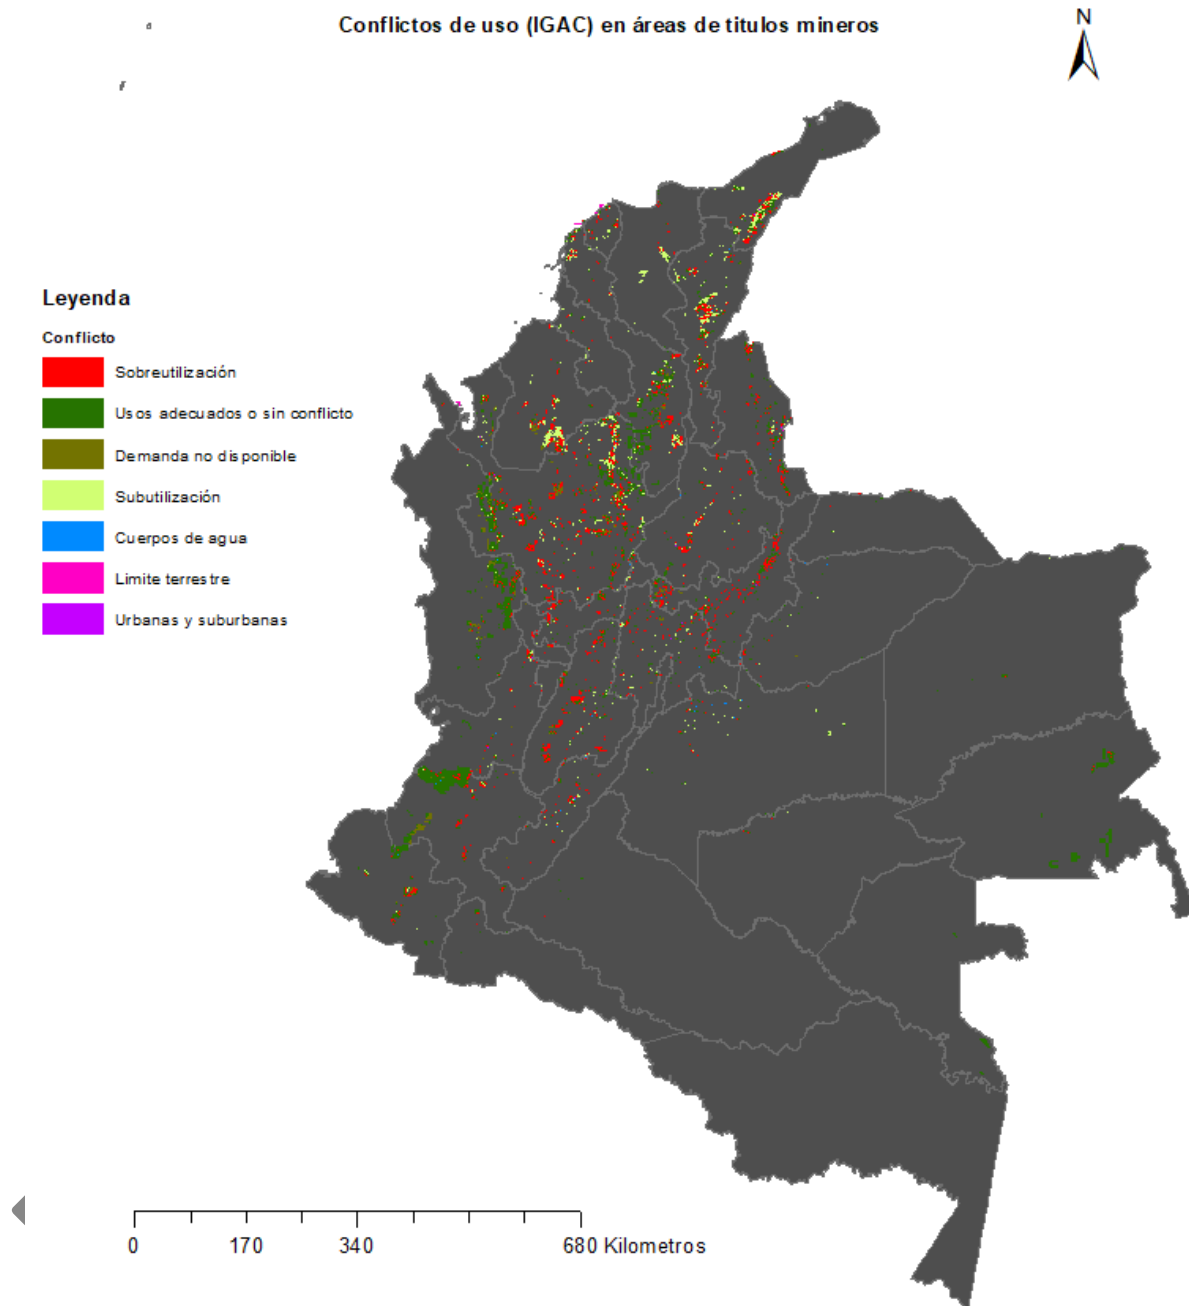 Conflictos de uso (IGAC) en áreas de titulos mineros
N
Leyenda
Conflicto
Sobreutilización
Usos adecuados o sin conflicto
Demanda no disponible
Subutilización
Cuerpos de agua
Limite terrestre
Urbanas y suburbanas
0 170 340 680 Kilometros